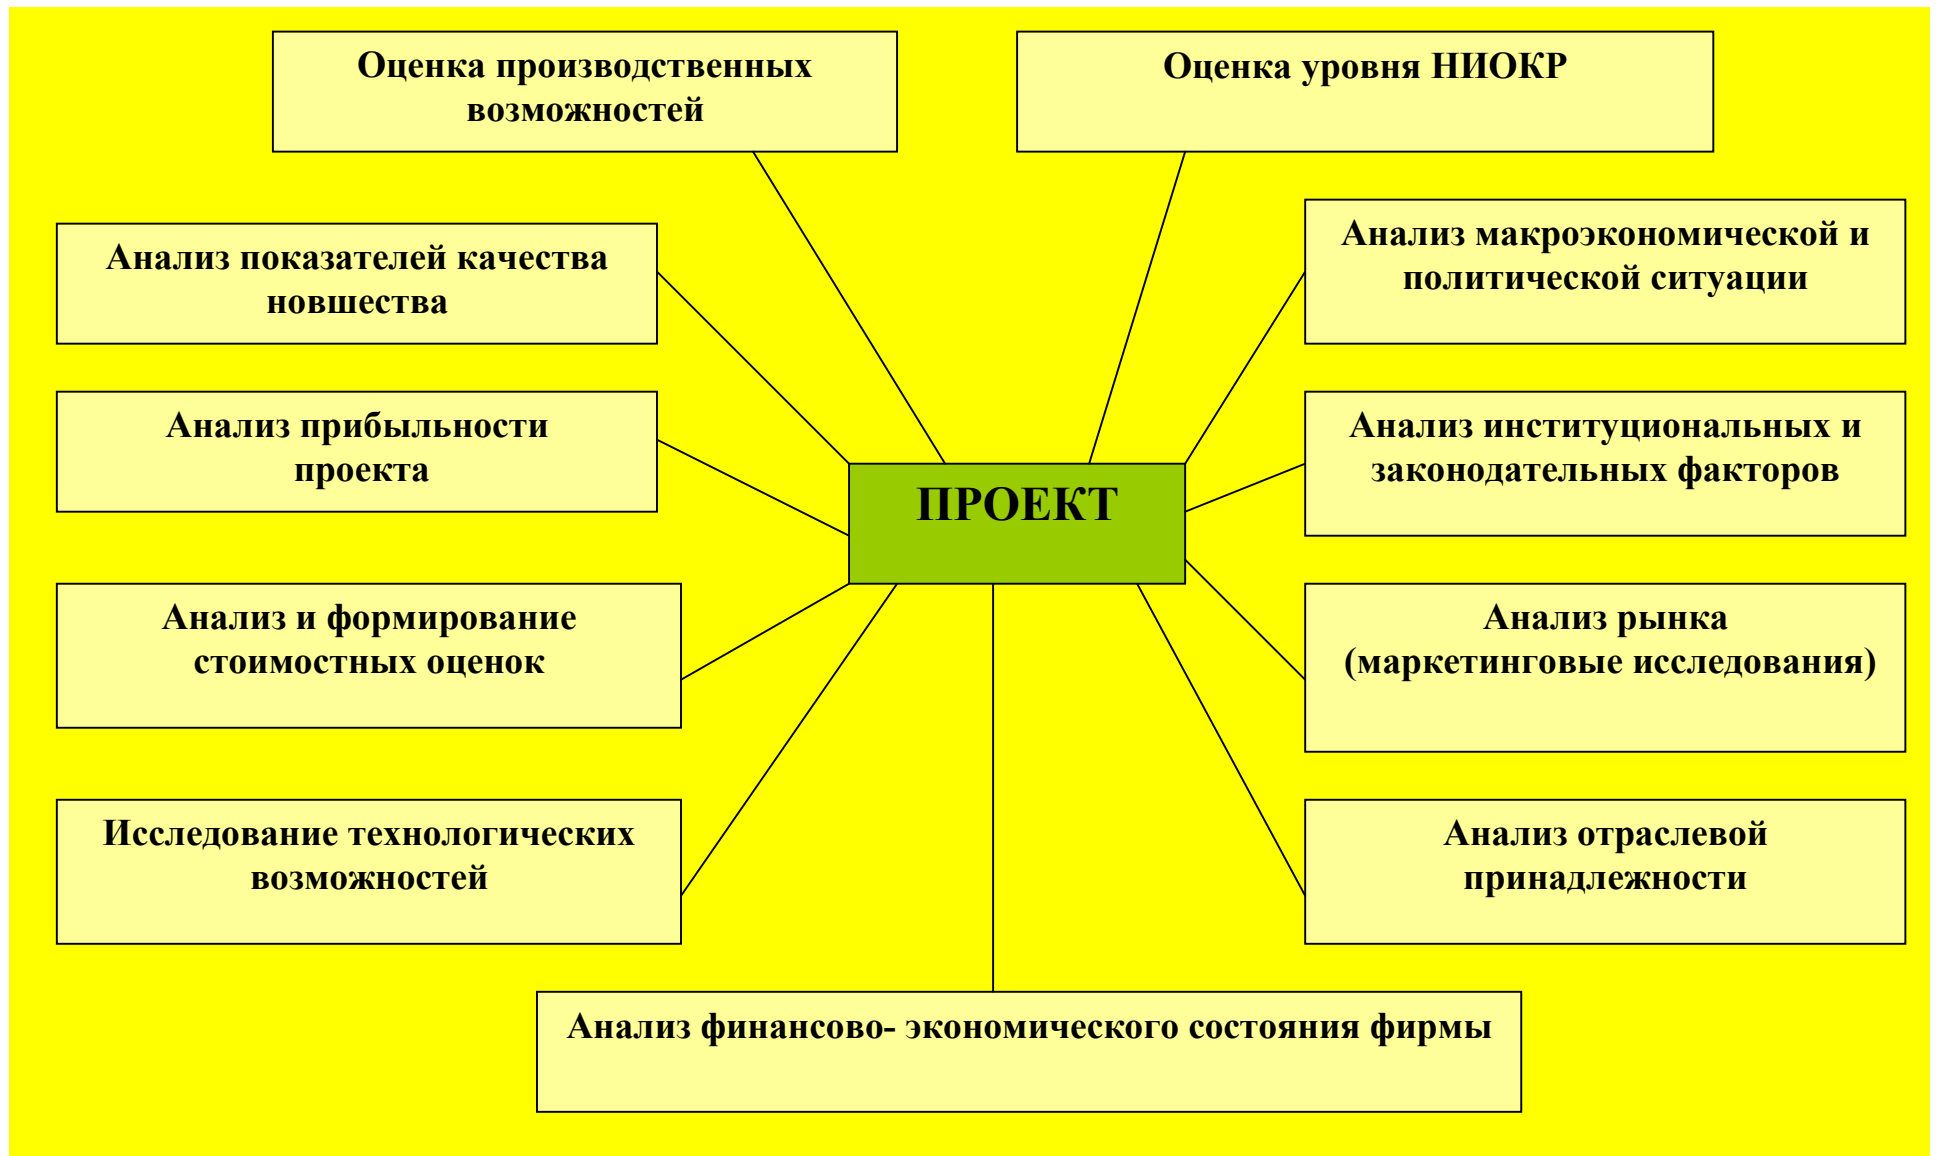 Оценка производственных
возможностей
Оценка уровня НИОКР
Анализ показателей качества
новшества
Анализ макроэкономической и
политической ситуации
Анализ прибыльности
проекта
Анализ институциональных и
законодательных факторов
ПРОЕКТ
Анализ и формирование
стоимостных оценок
Анализ рынка
(маркетинговые исследования)
Исследование технологических
возможностей
Анализ отраслевой
принадлежности
Анализ финансово- экономического состояния фирмы